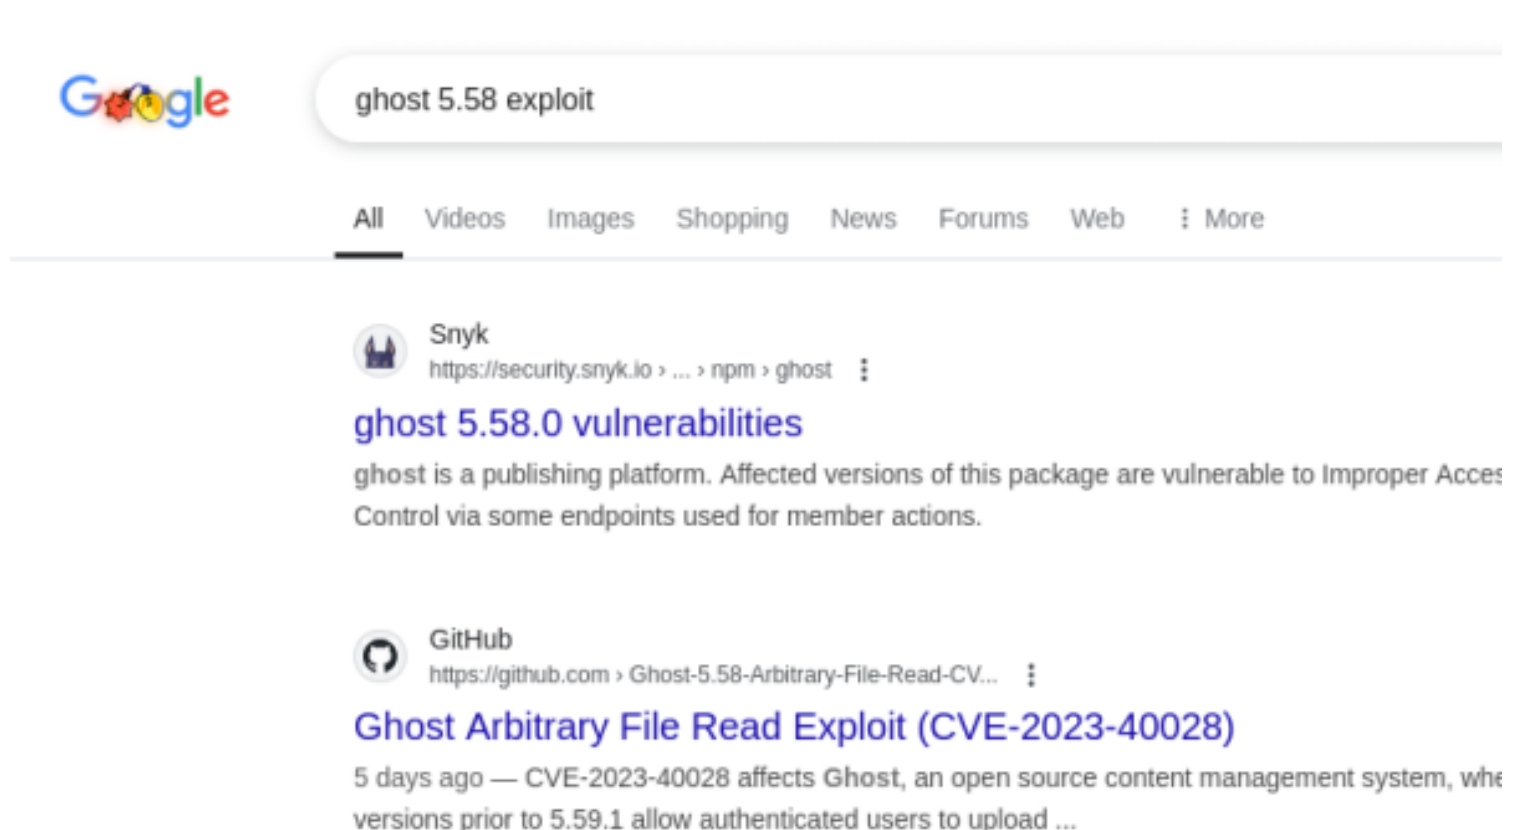 Google
ghost 5.58 exploit
All Videos Images Shopping News Forums Web More
Snyk
https://security.snyk.io › ... › npm › ghost
ghost 5.58.0 vulnerabilities
ghost is a publishing platform. Affected versions of this package are vulnerable to Improper Acces
Control via some endpoints used for member actions.
GitHub
https://github.com › Ghost-5.58-Arbitrary-File-Read-CV...
Ghost Arbitrary File Read Exploit (CVE-2023-40028)
5 days ago — CVE-2023-40028 affects Ghost, an open source content management system, whe
versions prior to 5.59.1 allow authenticated users to upload ...